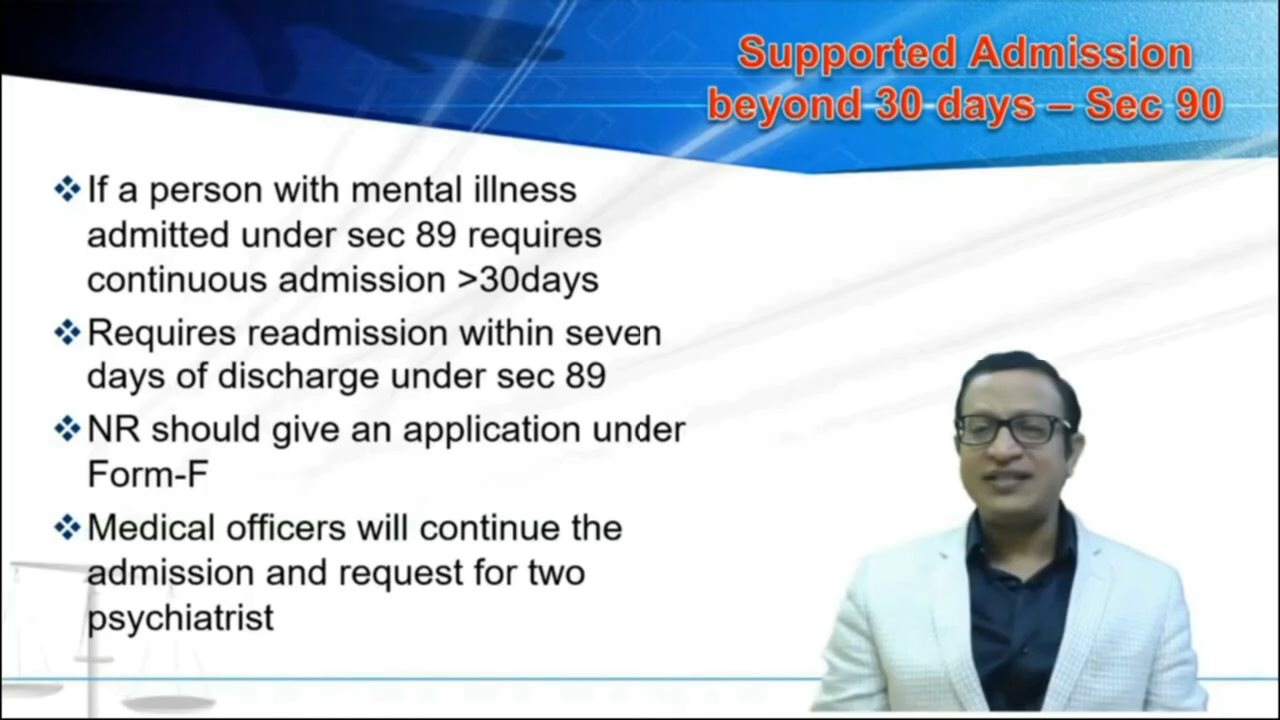 Supported Admission
beyond 30 days – Sec 90
❖If a person with mental illness
admitted under sec 89 requires
continuous admission >30days
❖Requires readmission within seven
days of discharge under sec 89
❖NR should give an application under
Form-F
❖Medical officers will continue the
admission and request for two
psychiatrist